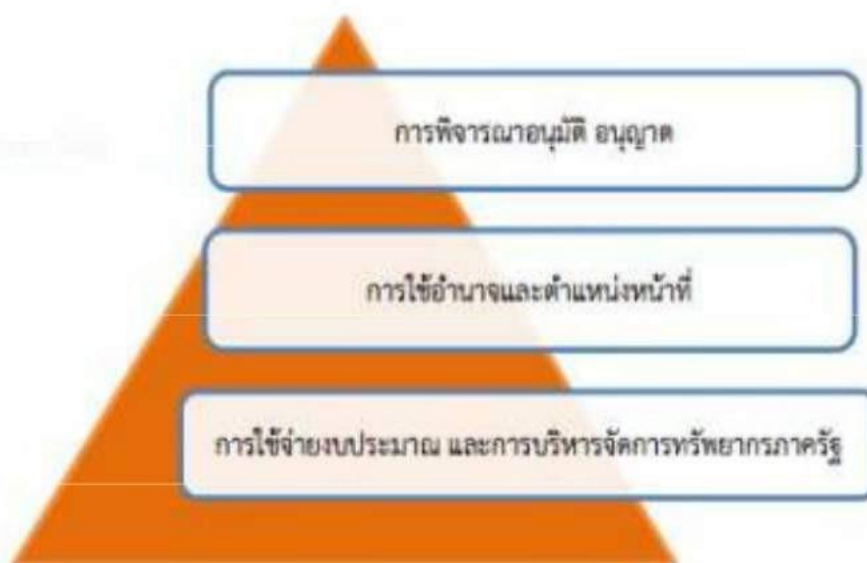 การพิจารณาอนุมัติ อนุญาต
การใช้อำนาจและตำแหน่งหน้าที่
การใช้จ่ายงบประมาณ และการบริหารจัดการทรัพยากรภาครัฐ